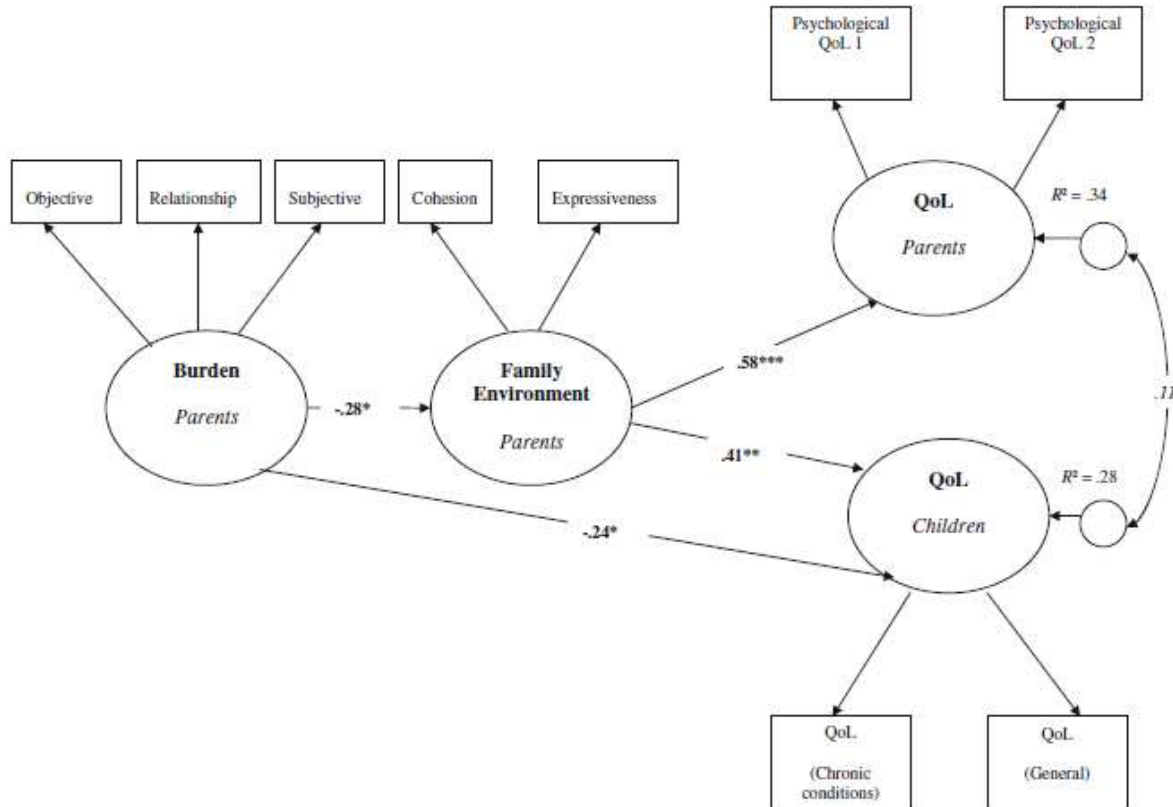 Psychological
QoL 1
Psychological
QoL 2
Objective
Relationship
Subjective
Cohesion
Expressiveness
QoL
Parents
R² = .34
Burden
Parents
-.28*
Family
Environment
Parents
.58***
.41**
-.24*
.11
QoL
Children
R² = .28
QoL
(Chronic
conditions)
QoL
(General)